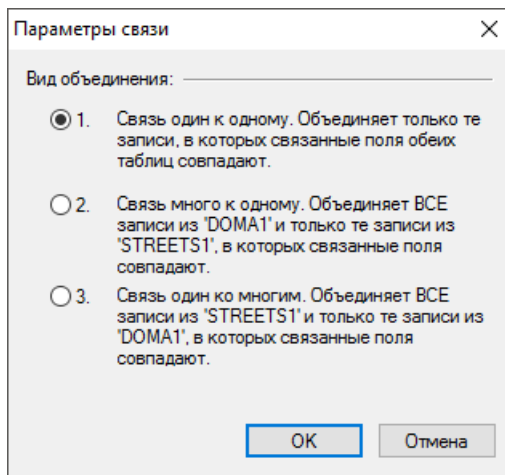 Параметры связи
Вид объединения:
1. Связь один к одному. Объединяет только те
записи, в которых связанные поля обеих
таблиц совпадают.
2. Связь много к одному. Объединяет ВСЕ
записи из 'DOMA1' и только те записи из
'STREETS1', в которых связанные поля
совпадают.
3. Связь один ко многим. Объединяет ВСЕ
записи из 'STREETS1' и только те записи из
'DOMA1', в которых связанные поля
совпадают.
OK Отмена